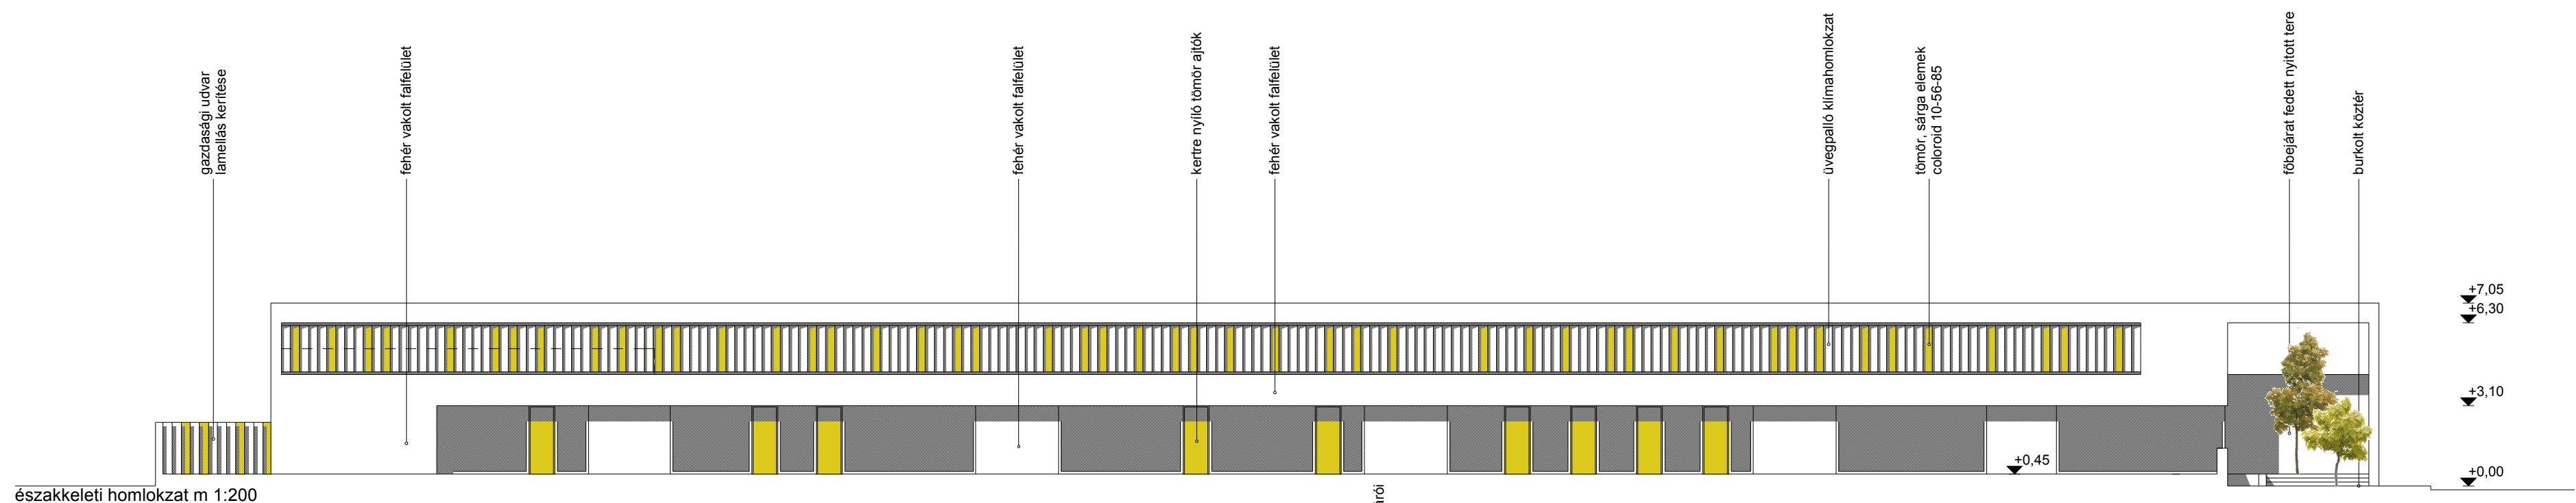 gazdasági udvar
lamellás kerítése
fehér vakolt falfelület
fehér vakolt falfelület
kertre nyíló tömör ajtók
fehér vakolt falfelület
üvegpalló klímahomlokzat
tömör, sárga elemek
coloroid 10-56-85
főbejárat fedett nyitott tere
burkolt köztér
+7,05
+6,30
+3,10
+0,45
+0,00
északkeleti homlokzat m 1:200
árói